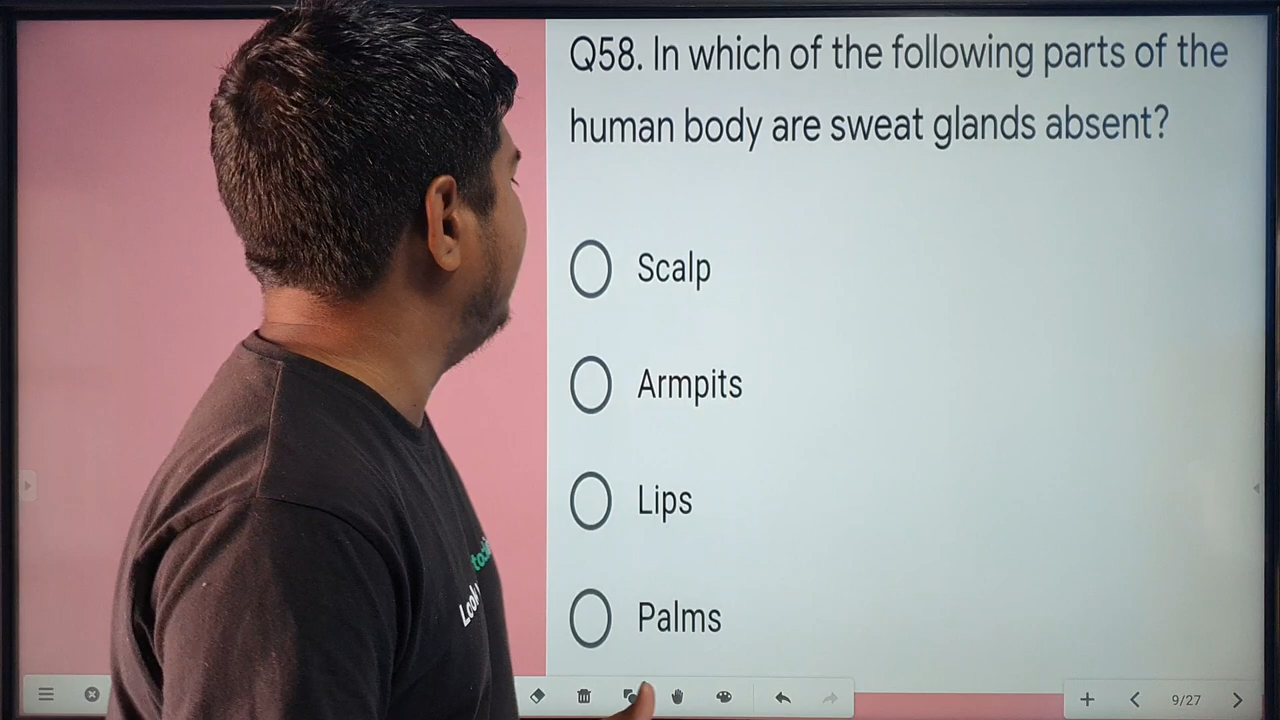 Q58. In which of the following parts of the
human body are sweat glands absent?
Scalp
Armpits
Lips
Palms
9/27